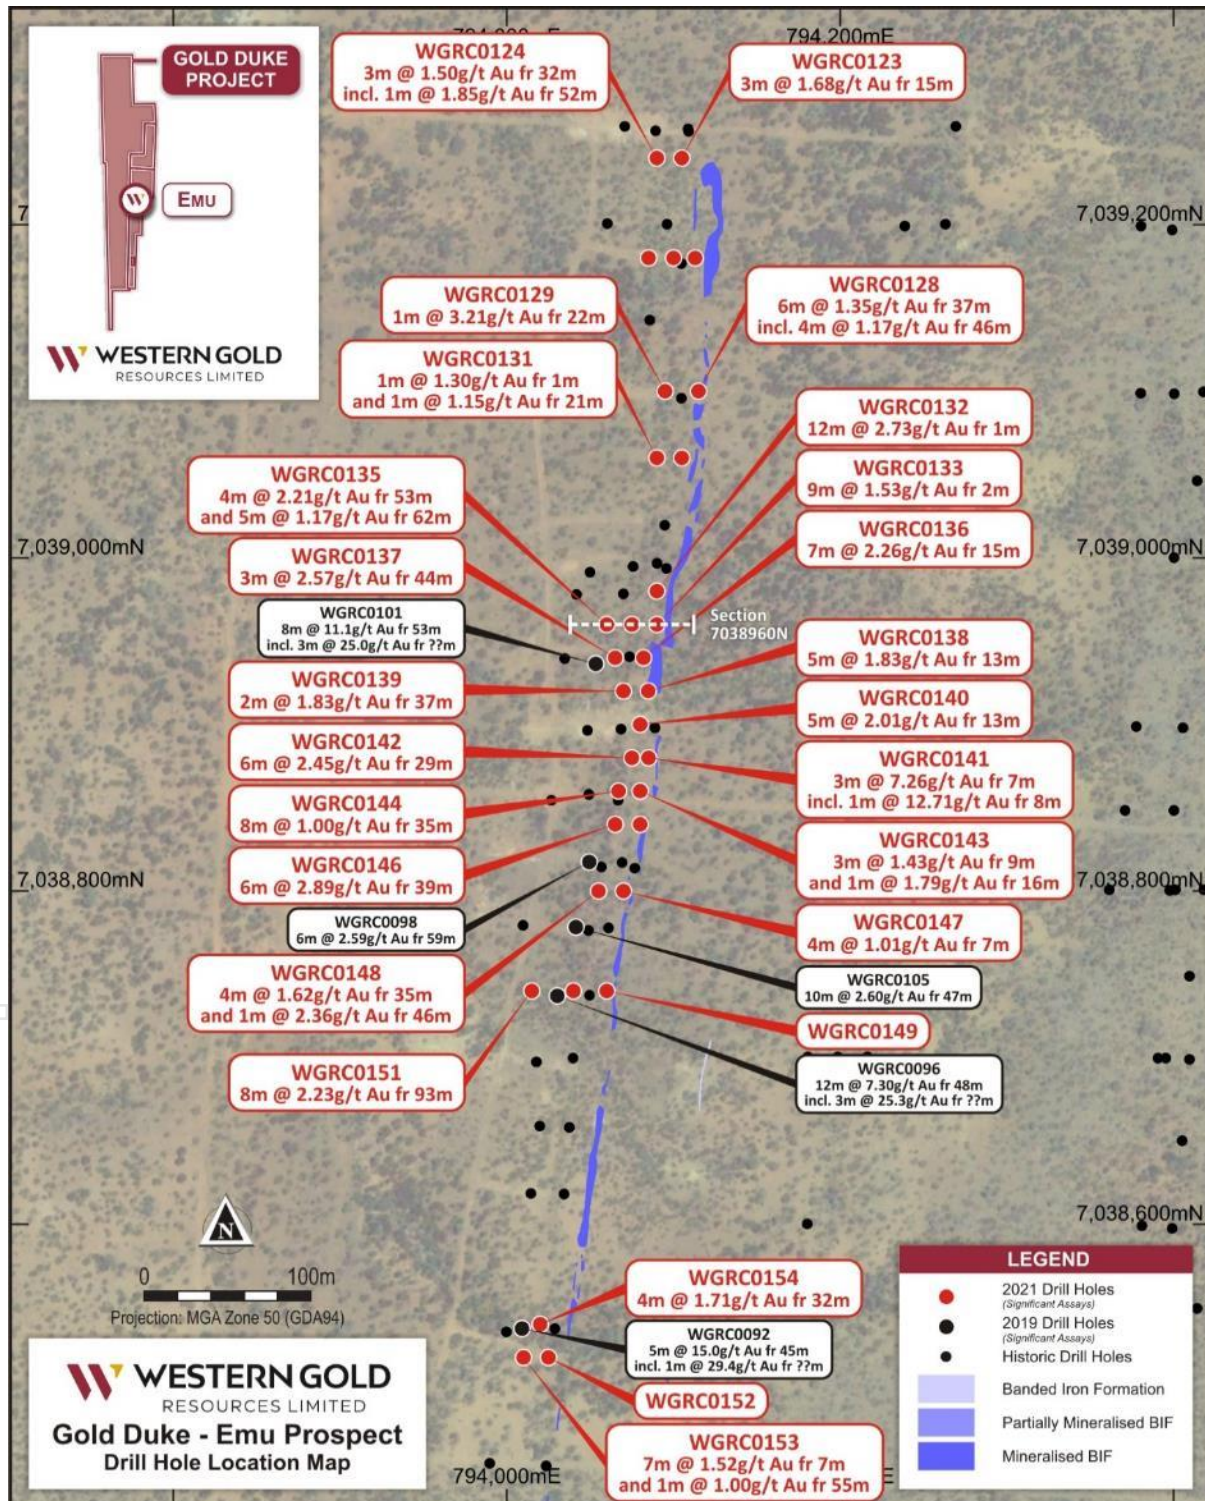 GOLD DUKE
PROJECT
EMU
WESTERN GOLD
RESOURCES LIMITED
794,200mE
WGRC0124
3m @ 1.50g/t Au fr 32m
incl. 1m @ 1.85g/t Au fr 52m
WGRC0123
3m @ 1.68g/t Au fr 15m
7,039,200mN
WGRC0129
1m @ 3.21g/t Au fr 22m
WGRC0128
6m @ 1.35g/t Au fr 37m
incl. 4m @ 1.17g/t Au fr 46m
WGRC0131
1m @ 1.30g/t Au fr 1m
and 1m @ 1.15g/t Au fr 21m
WGRC0132
12m @ 2.73g/t Au fr 1m
WGRC0133
9m @ 1.53g/t Au fr 2m
WGRC0135
4m @ 2.21g/t Au fr 53m
and 5m @ 1.17g/t Au fr 62m
WGRC0136
7m @ 2.26g/t Au fr 15m
7,039,000mN
7,039,000mN
WGRC0137
3m @ 2.57g/t Au fr 44m
WGRC0101
8m @ 11.1g/t Au fr 53m
incl. 3m @ 25.0g/t Au fr ??m
Section
7038960N
WGRC0138
5m @ 1.83g/t Au fr 13m
WGRC0139
2m @ 1.83g/t Au fr 37m
WGRC0140
5m @ 2.01g/t Au fr 13m
WGRC0142
6m @ 2.45g/t Au fr 29m
WGRC0141
3m @ 7.26g/t Au fr 7m
incl. 1m @ 12.71g/t Au fr 8m
WGRC0144
8m @ 1.00g/t Au fr 35m
WGRC0143
3m @ 1.43g/t Au fr 9m
and 1m @ 1.79g/t Au fr 16m
WGRC0146
6m @ 2.89g/t Au fr 39m
7,038,800mN
7,038,800mN
WGRC0098
6m @ 2.59g/t Au fr 59m
WGRC0147
4m @ 1.01g/t Au fr 7m
WGRC0148
4m @ 1.62g/t Au fr 35m
and 1m @ 2.36g/t Au fr 46m
WGRC0105
10m @ 2.60g/t Au fr 47m
WGRC0149
WGRC0151
8m @ 2.23g/t Au fr 93m
WGRC0096
12m @ 7.30g/t Au fr 48m
incl. 3m @ 25.3g/t Au fr ??m
7,038,600mN
N
0 100m
Projection: MGA Zone 50 (GDA94)
WGRC0154
4m @ 1.71g/t Au fr 32m
WGRC0092
5m @ 15.0g/t Au fr 45m
incl. 1m @ 29.4g/t Au fr ??m
WGRC0152
WGRC0153
7m @ 1.52g/t Au fr 7m
and 1m @ 1.00g/t Au fr 55m
794,000mE
WESTERN GOLD
RESOURCES LIMITED
Gold Duke - Emu Prospect
Drill Hole Location Map
LEGEND
2021 Drill Holes
(Significant Assays)
2019 Drill Holes
(Significant Assays)
Historic Drill Holes
Banded Iron Formation
Partially Mineralised BIF
Mineralised BIF